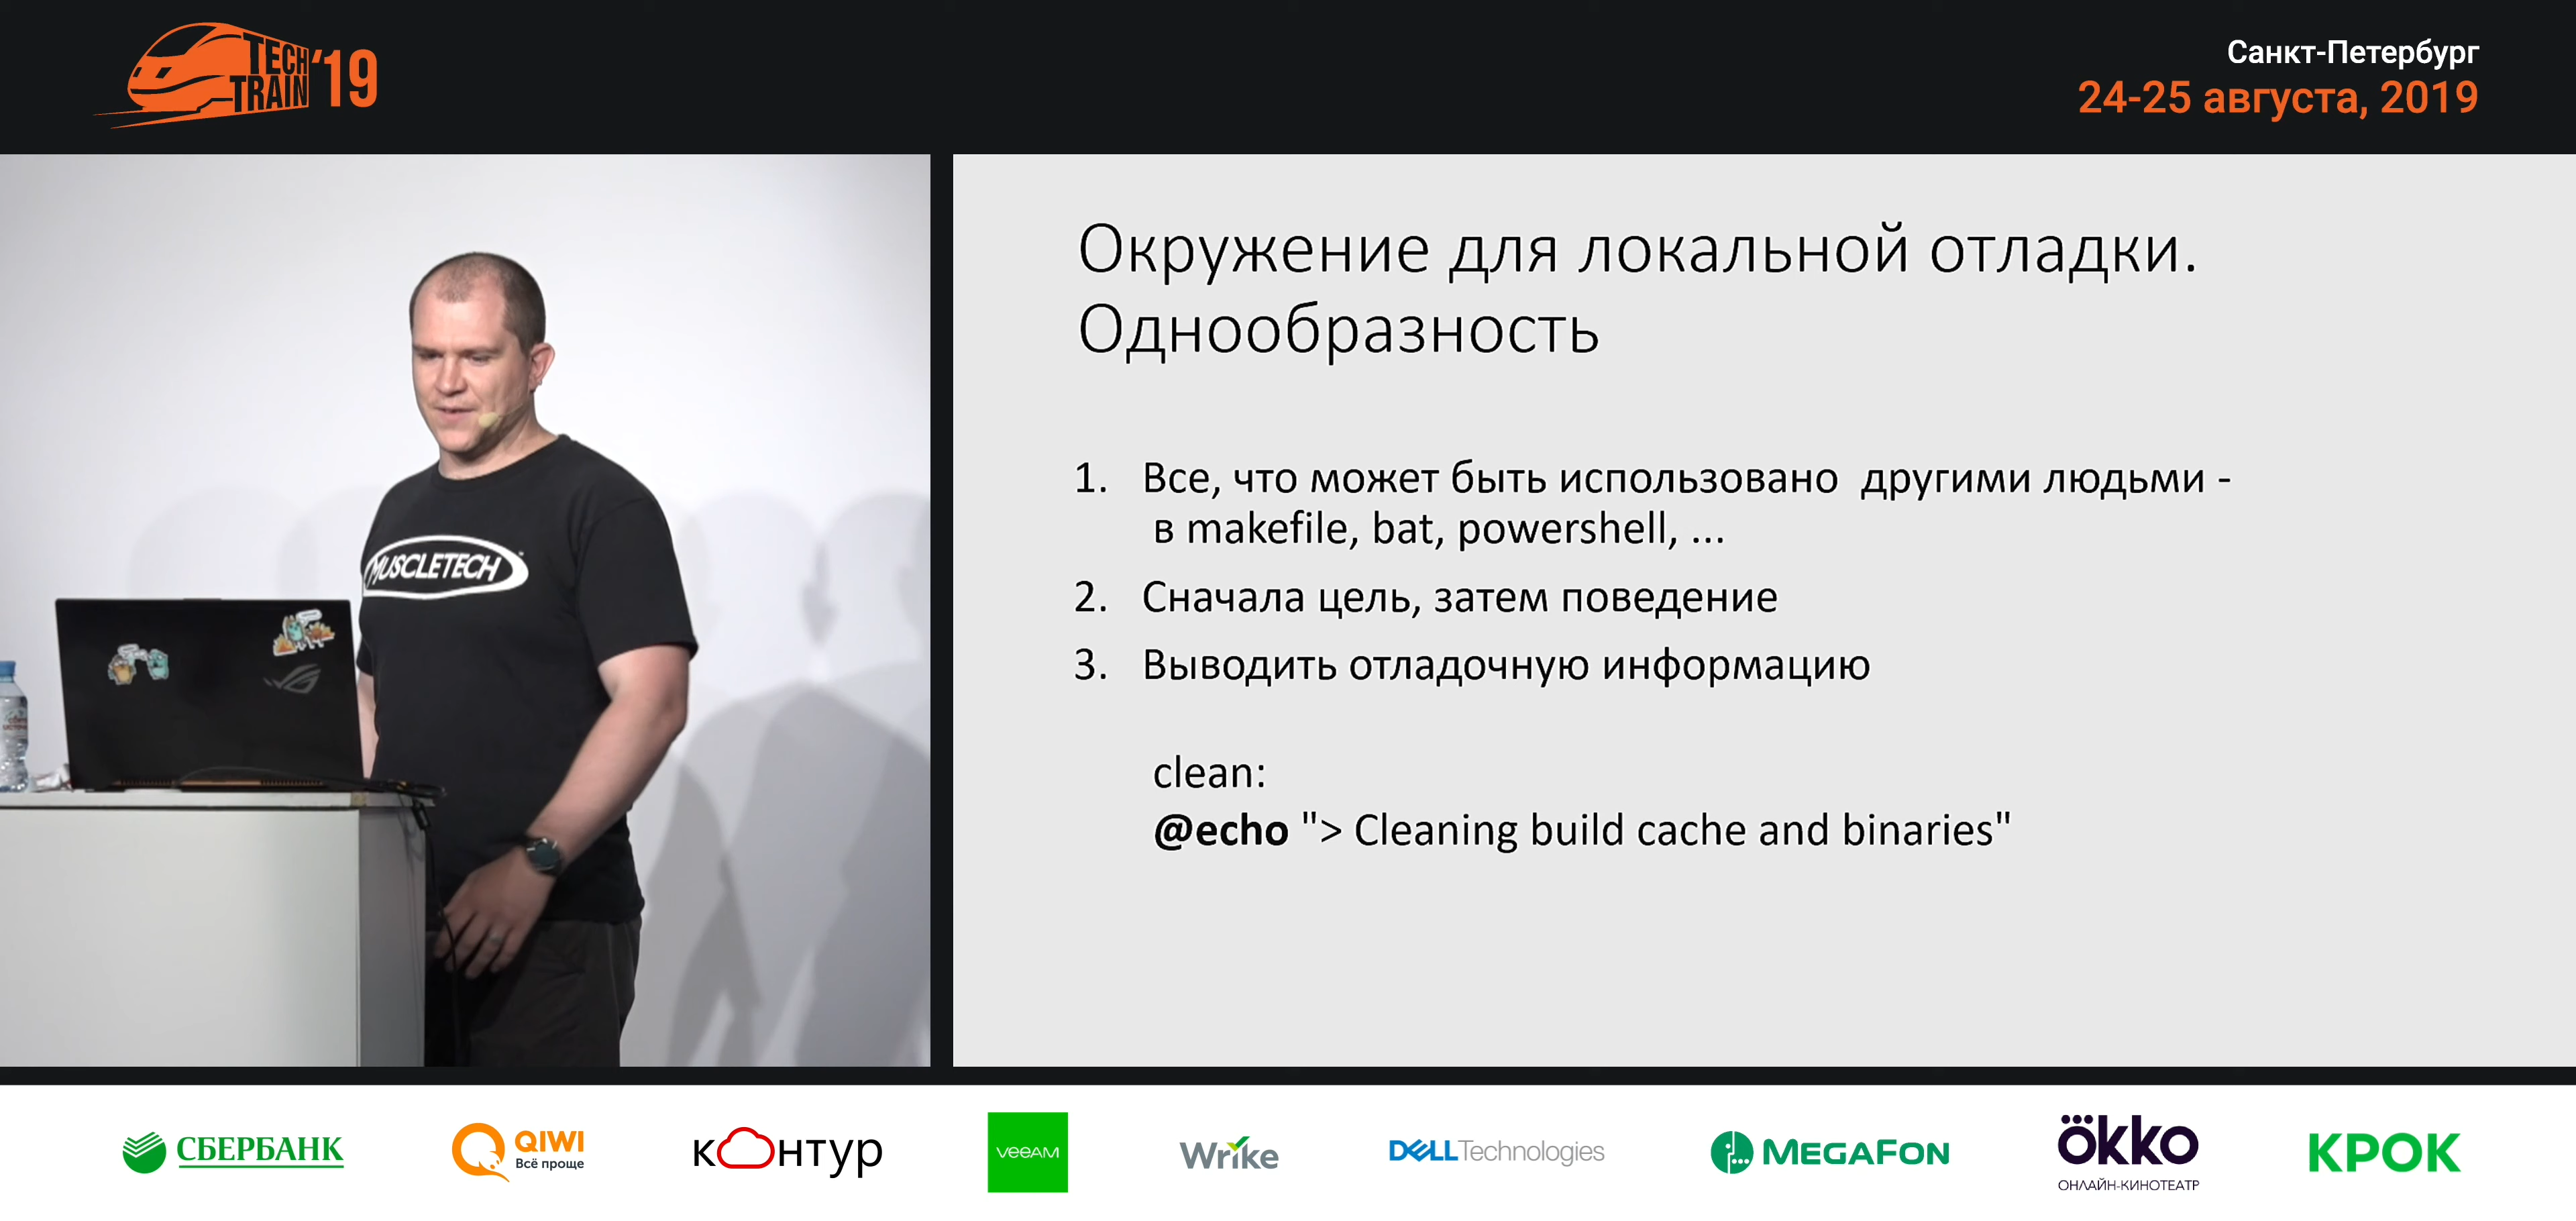 TECH
TRAIN '19
Санкт-Петербург
24-25 августа, 2019
MUSCLETECH
Окружение для локальной отладки.
Однообразность
1. Все, что может быть использовано другими людьми -
в makefile, bat, powershell, ...
2. Сначала цель, затем поведение
3. Выводить отладочную информацию
clean:
@echo "> Cleaning build cache and binaries"
СБЕРБАНК
QIWI
Всё проще
контур
veeAM
Wrike
DELL Technologies
MEGAFON
ökko
ОНЛАЙН-КИНОТЕАТР
КРОК